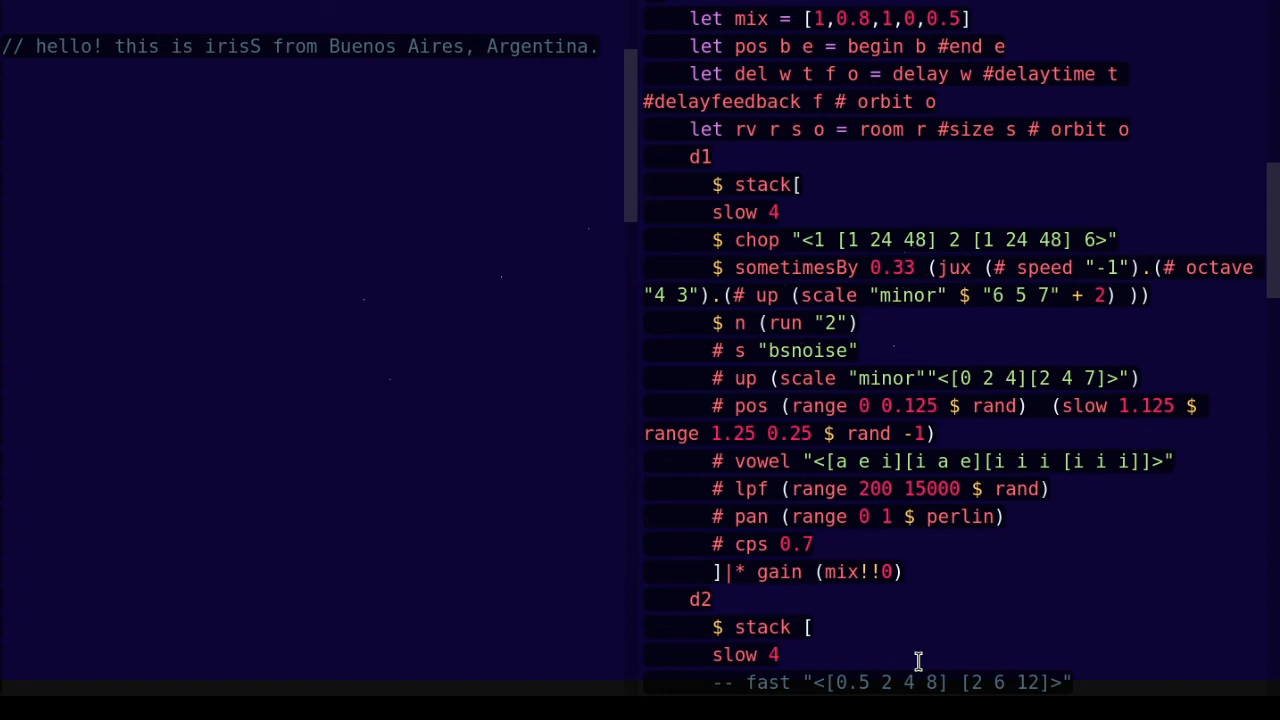 // hello! this is irisS from Buenos Aires, Argentina.
let mix = [1,0.8,1,0,0.5]
let pos b e = begin b #end e
let del w t f o = delay w #delaytime t
#delayfeedback f # orbit o
let rv r s o = room r #size s # orbit o
d1
$ stack[
slow 4
$ chop "<1 [1 24 48] 2 [1 24 48] 6>"
$ sometimesBy 0.33 (jux (# speed "-1").(# octave
"4 3").(# up (scale "minor" $ "6 5 7" + 2) ))
$ n (run "2")
# s "bsnoise"
# up (scale "minor""<[0 2 4][2 4 7]>")
# pos (range 0 0.125 $ rand)  (slow 1.125 $
range 1.25 0.25 $ rand -1)
# vowel "<[a e i][i a e][i i i [i i i]]>"
# lpf (range 200 15000 $ rand)
# pan (range 0 1 $ perlin)
# cps 0.7
]|* gain (mix!!0)
d2
$ stack [
slow 4
-- fast "<[0.5 2 4 8] [2 6 12]>"